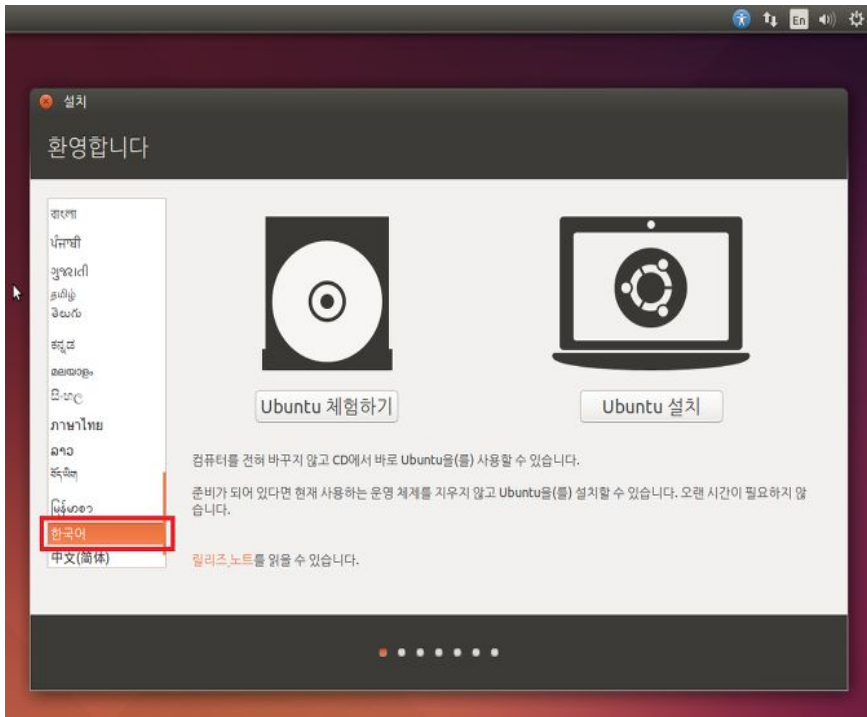 En
설치
환영합니다
বাংলা
ਪੰਜਾਬੀ
ગુજરાતી
தமிழ்
తెలుగు
ಕನ್ನಡ
മലയാളം
සිංහල
ภาษาไทย
ລາວ
རྫོང་ཁ
မြန်မာစာ
한국어
中文(简体)
Ubuntu 체험하기
Ubuntu 설치
컴퓨터를 전혀 바꾸지 않고 CD에서 바로 Ubuntu을(를) 사용할 수 있습니다.
준비가 되어 있다면 현재 사용하는 운영 체제를 지우지 않고 Ubuntu을(를) 설치할 수 있습니다. 오랜 시간이 필요하지 않
습니다.
릴리즈 노트를 읽을 수 있습니다.